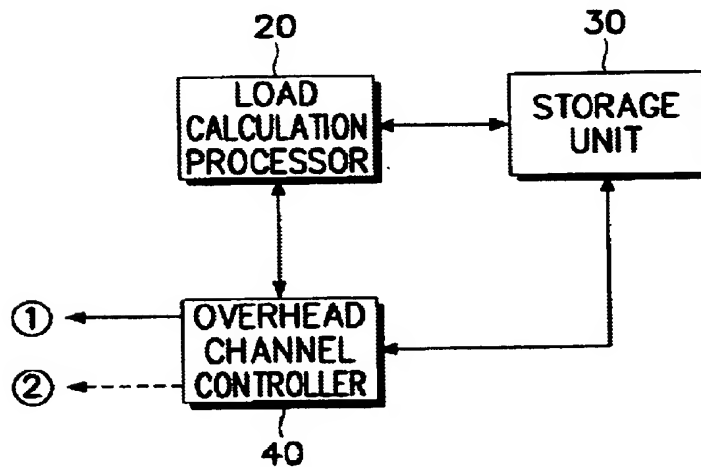 20
LOAD
CALCULATION
PROCESSOR
30
STORAGE
UNIT
①
②
OVERHEAD
CHANNEL
CONTROLLER
40